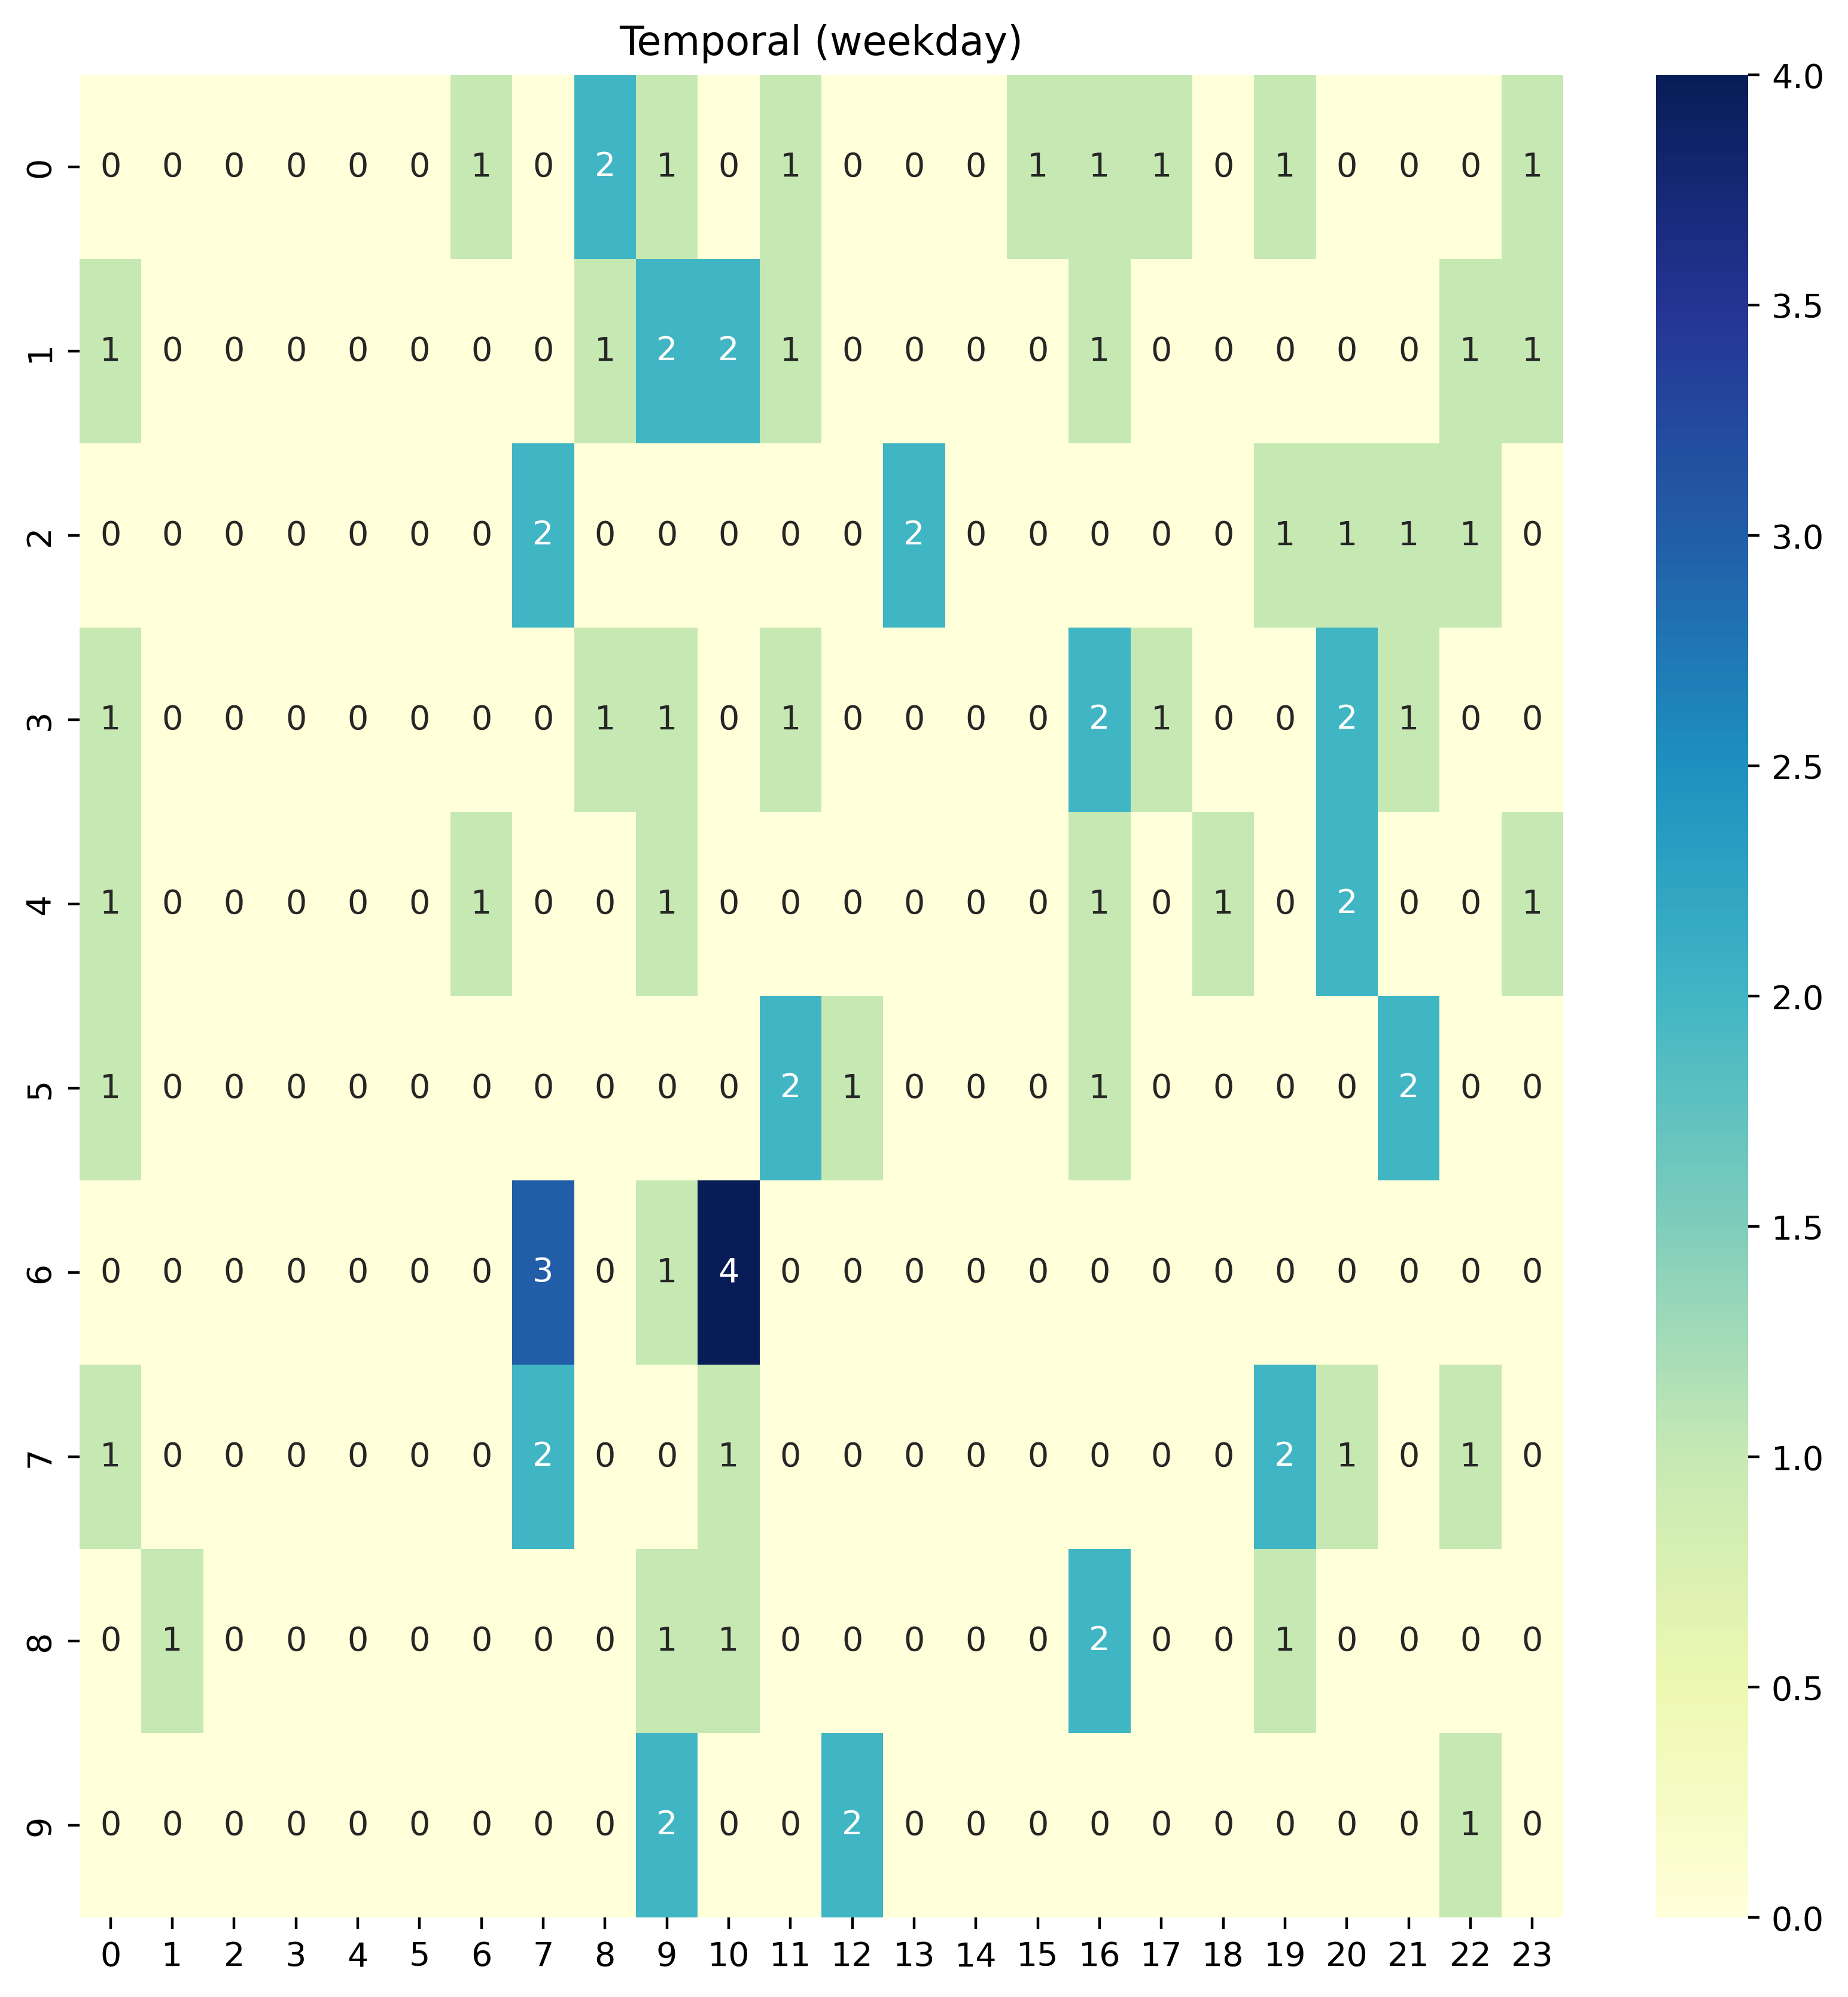 Temporal (weekday)
4.0
0 0 0 0 0 0 0 1 0 2 1 0 1 0 0 0 1 1 1 0 1 0 0 0 1
3.5
1 1 0 0 0 0 0 0 0 1 2 2 1 0 0 0 0 1 0 0 0 0 0 1 1
3.0
2 0 0 0 0 0 0 0 2 0 0 0 0 0 2 0 0 0 0 0 1 1 1 1 0
3 1 0 0 0 0 0 0 0 1 1 0 1 0 0 0 0 2 1 0 0 2 1 0 0
2.5
4 1 0 0 0 0 0 1 0 0 1 0 0 0 0 0 0 1 0 1 0 2 0 0 1
2.0
5 1 0 0 0 0 0 0 0 0 0 0 2 1 0 0 0 1 0 0 0 0 2 0 0
1.5
6 0 0 0 0 0 0 0 3 0 1 4 0 0 0 0 0 0 0 0 0 0 0 0 0
7 1 0 0 0 0 0 0 2 0 0 1 0 0 0 0 0 0 0 0 2 1 0 1 0
1.0
8 0 1 0 0 0 0 0 0 0 1 1 0 0 0 0 0 2 0 0 1 0 0 0 0
0.5
9 0 0 0 0 0 0 0 0 0 2 0 0 2 0 0 0 0 0 0 0 0 0 1 0
0.0
0 1 2 3 4 5 6 7 8 9 10 11 12 13 14 15 16 17 18 19 20 21 22 23